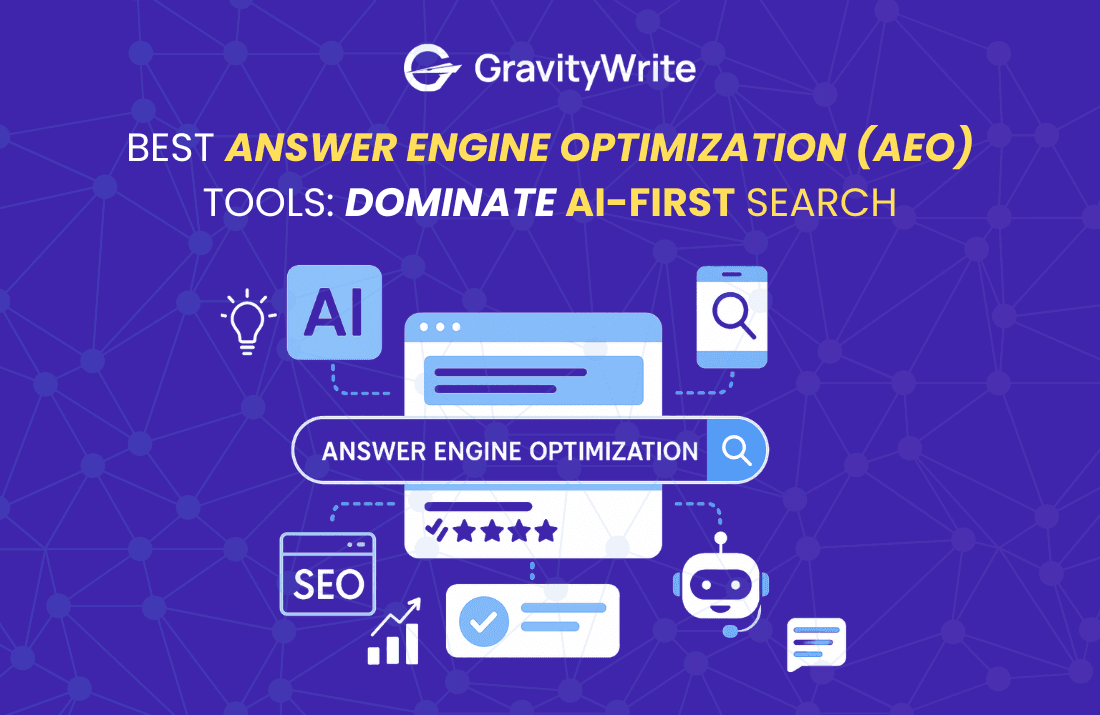 GravityWrite
BEST ANSWER ENGINE OPTIMIZATION (AEO)
TOOLS: DOMINATE AI-FIRST SEARCH
AI
ANSWER ENGINE OPTIMIZATION
SEO